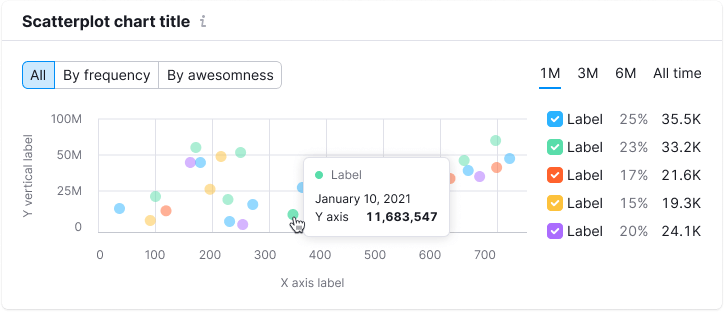 Scatterplot chart title i
All By frequency By awesomness
1M 3M 6M All time
Y vertical label
100M
50M
25M
0
0 100 200 300 400 500 600 700
X axis label
Label
January 10, 2021
Y axis 11,683,547
Label 25% 35.5K
Label 23% 33.2K
Label 17% 21.6K
Label 15% 19.3K
Label 20% 24.1K